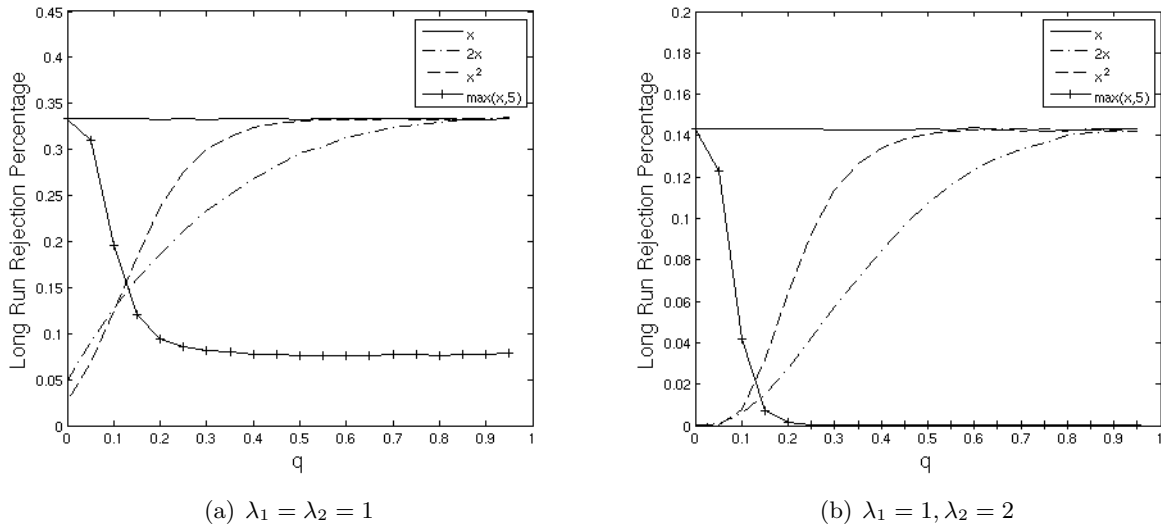 0.45
0.4
0.35
0.3
0.25
0.2
0.15
0.1
0.05
0
Long Run Rejection Percentage
x
2x
x²
max(x,5)
0 0.1 0.2 0.3 0.4 0.5 0.6 0.7 0.8 0.9 1
q
(a) λ₁ = λ₂ = 1
0.2
0.18
0.16
0.14
0.12
0.1
0.08
0.06
0.04
0.02
0
Long Run Rejection Percentage
x
2x
x²
max(x,5)
0 0.1 0.2 0.3 0.4 0.5 0.6 0.7 0.8 0.9 1
q
(b) λ₁ = 1, λ₂ = 2